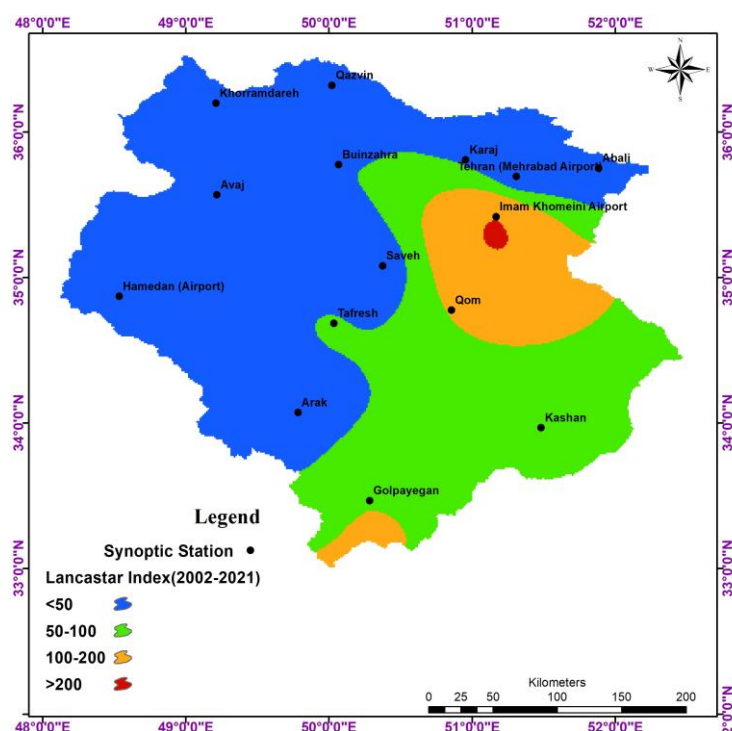 48°0'0"E 49°0'0"E 50°0'0"E 51°0'0"E 52°0'0"E
N
W E
S
36°0'0"N 36°0'0"N
35°0'0"N 35°0'0"N
34°0'0"N 34°0'0"N
33°0'0"N 33°0'0"N
2°0'0"N
Qazvin
Khorramdareh
Karaj
Buinzahra
Abali
Tehran (Mehrabad Airport)
Avaj
Imam Khomeini Airport
Saveh
Hamedan (Airport)
Qom
Tafresh
Arak
Kashan
Golpayegan
Legend
Synoptic Station
Lancastar Index(2002-2021)
<50
50-100
100-200
>200
Kilometers
0 25 50 100 150 200
48°0'0"E 49°0'0"E 50°0'0"E 51°0'0"E 52°0'0"E